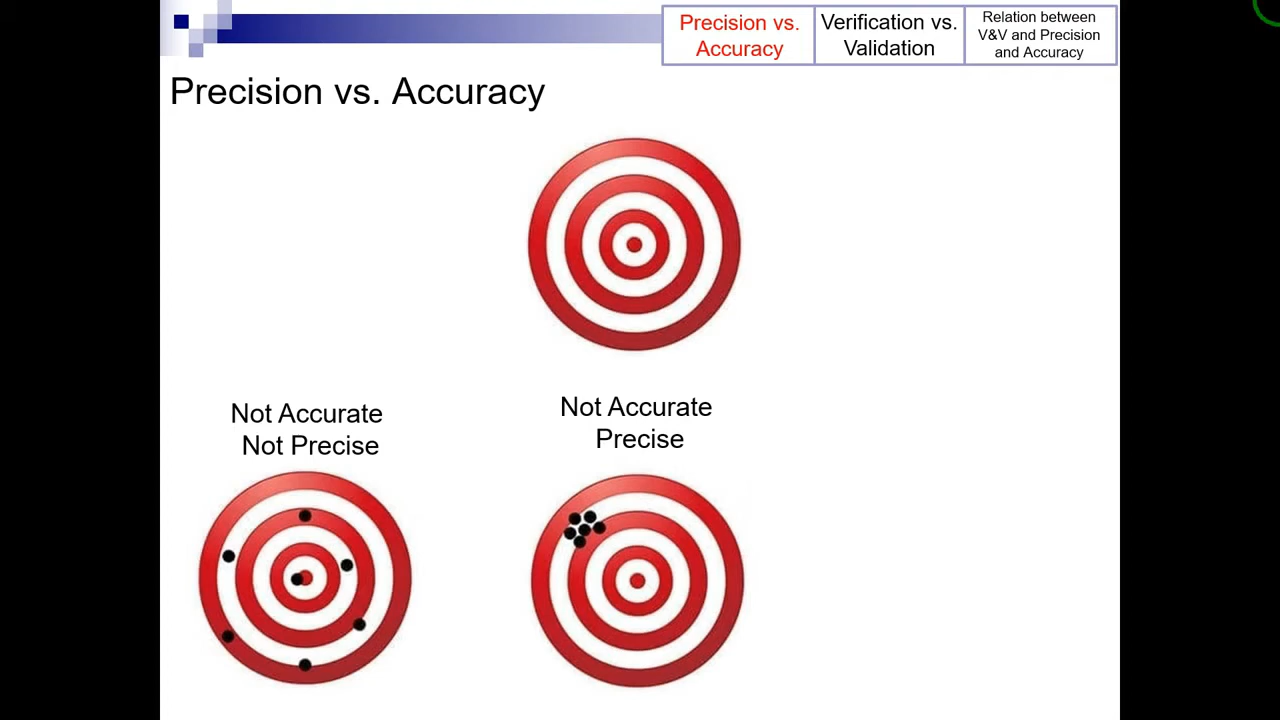 Precision vs.
Accuracy
Verification vs.
Validation
Relation between
V&V and Precision
and Accuracy
Precision vs. Accuracy
Not Accurate
Not Precise
Not Accurate
Precise